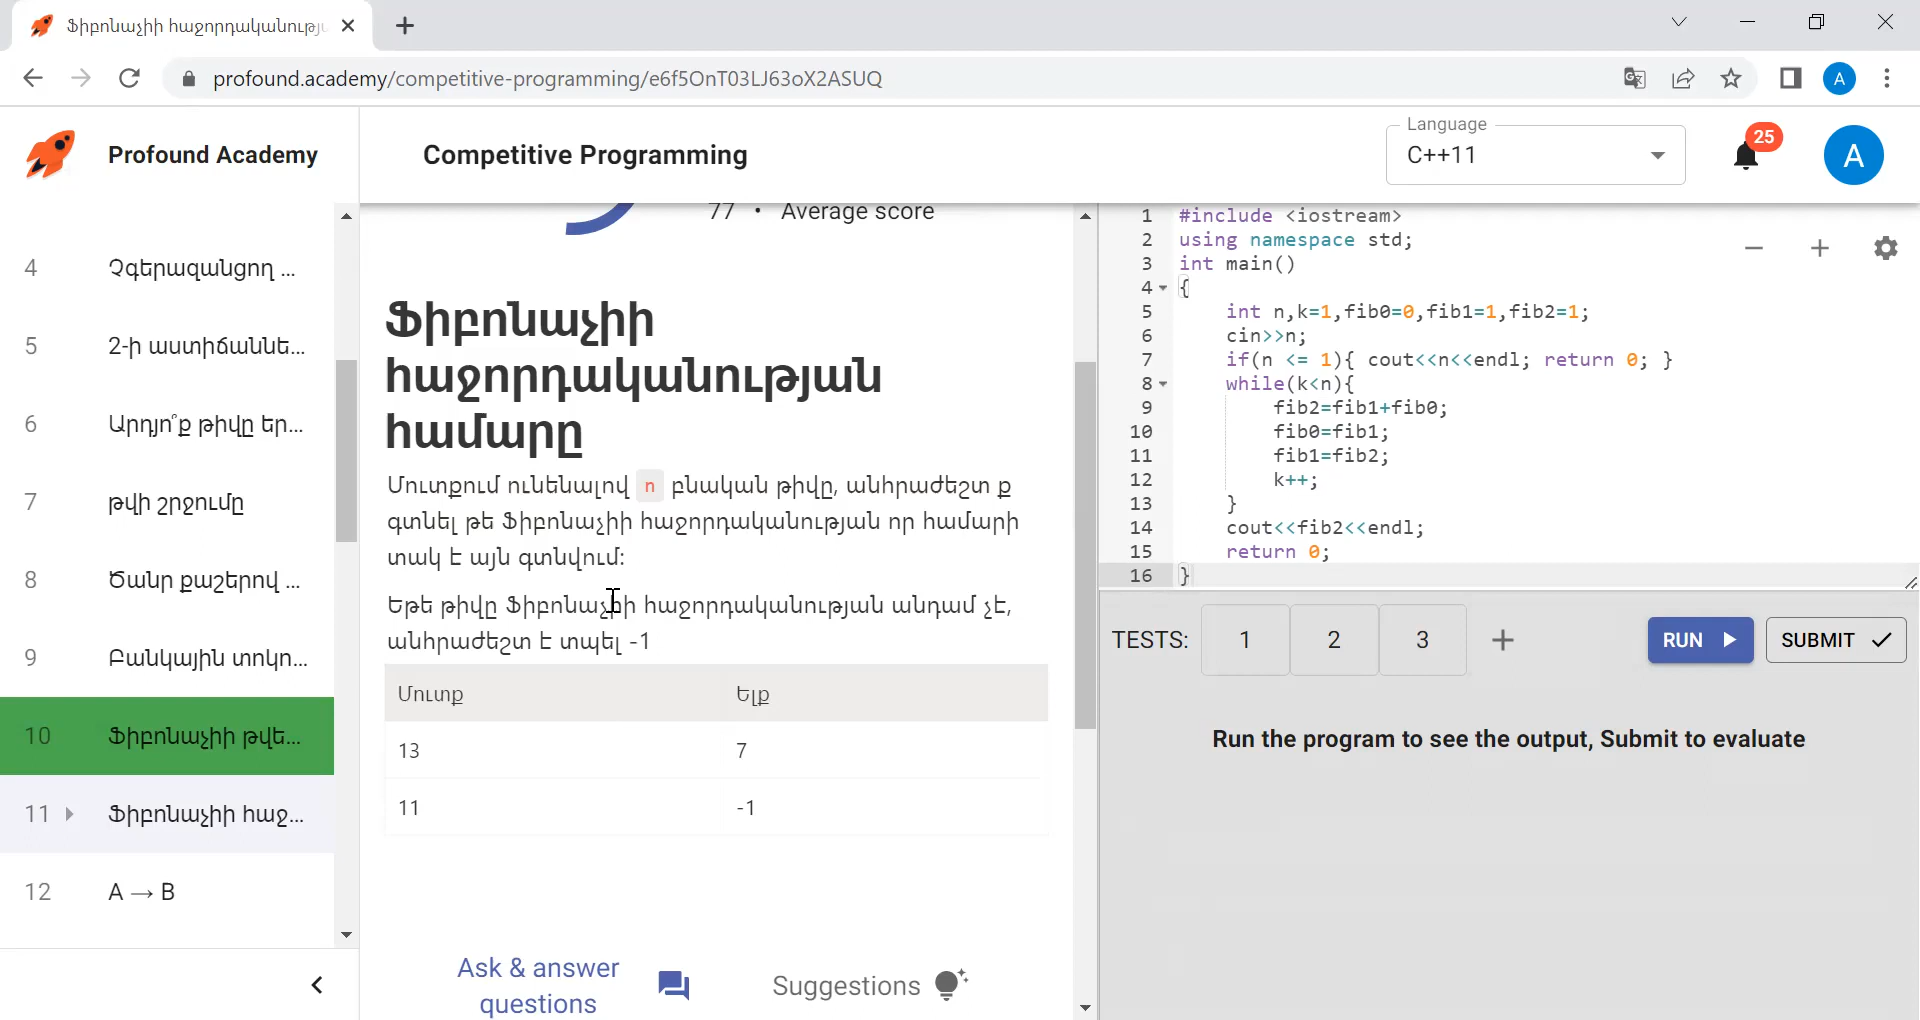 Ֆիբոնաչիի հաջորդականությա
profound.academy/competitive-programming/e6f5OnT03LJ63oX2ASUQ
A
Profound Academy
Competitive Programming
Language
C++11
25
A
4 Չգերազանցող ...
5 2-ի աստիճաննե...
6 Արդյո՞ք թիվը եր...
7 թվի շրջումը
8 Ծանր քաշերով ...
9 Բանկային տոկո...
10 Ֆիբոնաչիի թվե...
11 Ֆիբոնաչիի հաջ...
12 A → B
77 • Average score
Ֆիբոնաչիի
հաջորդականության
համարը
Մուտքում ունենալով n բնական թիվը, անհրաժեշտ ք
գտնել թե Ֆիբոնաչիի հաջորդականության որ համարի
տակ է այն գտնվում:
Եթե թիվը Ֆիբոնաչիի հաջորդականության անդամ չէ,
անհրաժեշտ է տպել -1
Մուտք Ելք
13 7
11 -1
Ask & answer
questions
Suggestions
1 #include <iostream>
2 using namespace std;
3 int main()
4 {
5 int n,k=1,fib0=0,fib1=1,fib2=1;
6 cin>>n;
7 if(n <= 1){ cout<<n<<endl; return 0; }
8 while(k<n){
9 fib2=fib1+fib0;
10 fib0=fib1;
11 fib1=fib2;
12 k++;
13 }
14 cout<<fib2<<endl;
15 return 0;
16 }
TESTS: 1 2 3 +
RUN
SUBMIT
Run the program to see the output, Submit to evaluate